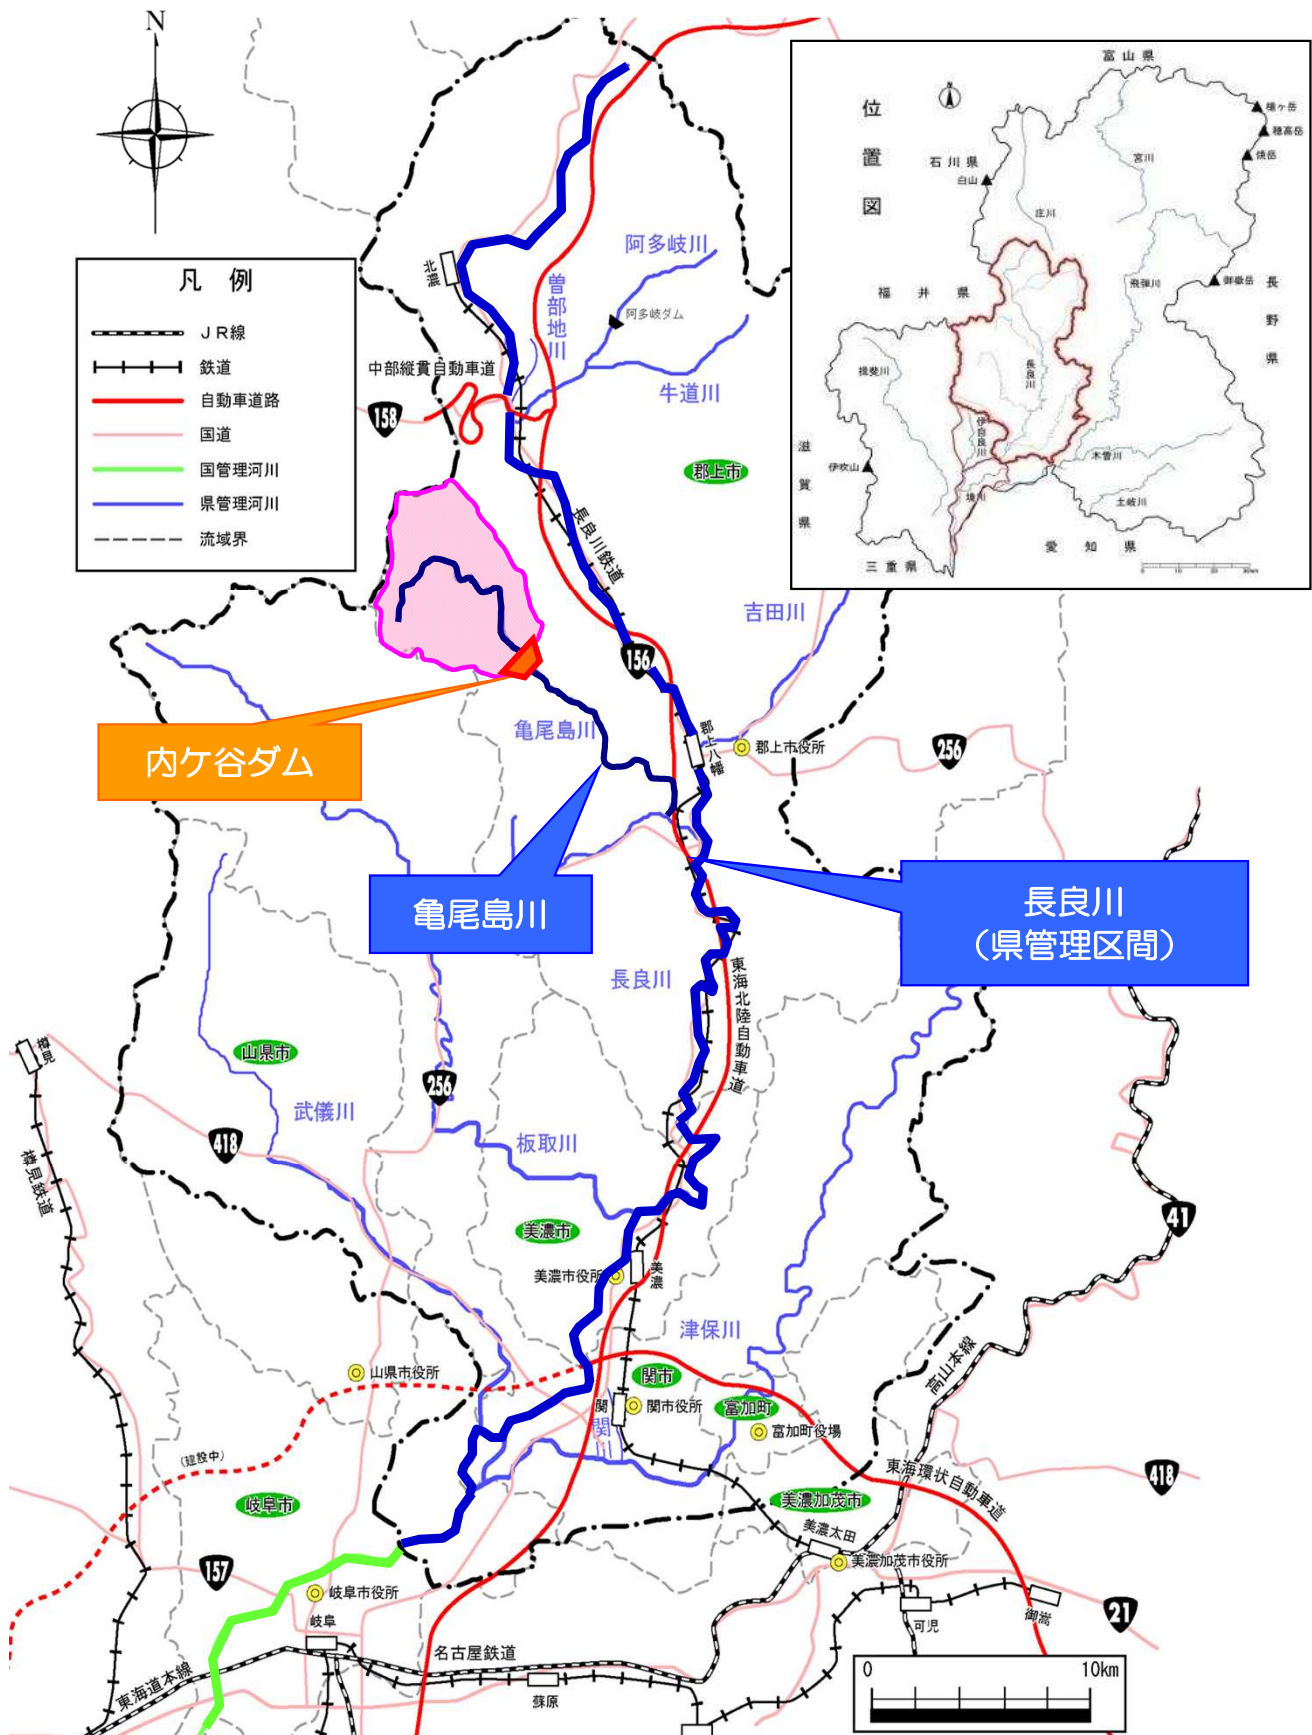 N
凡 例
JR線
鉄道
自動車道路
国道
国管理河川
県管理河川
流域界
位置図
N
富山県
石川県
白山
槍ヶ岳
穂高岳
焼岳
宮川
庄川
福井県
飛騨川
御嶽岳
長野県
揖斐川
長良川
伊自良川
伊吹山
滋賀県
木曽川
境川
土岐川
愛知県
三重県
0 10 20 30km
北濃
曽部地川
阿多岐川
阿多岐ダム
中部縦貫自動車道
158
牛道川
郡上市
長良川鉄道
吉田川
156
内ケ谷ダム
亀尾島川
郡上八幡
郡上市役所
256
亀尾島川
長良川
（県管理区間）
長良川
東海北陸自動車道
樽見
山県市
256
武儀川
418
板取川
樽見鉄道
美濃市
41
美濃市役所
美濃
津保川
高山本線
山県市役所
関市
関
関市役所
富加町
関川
富加町役場
(建設中)
東海環状自動車道
418
岐阜市
美濃加茂市
美濃太田
美濃加茂市役所
157
岐阜市役所
岐阜
可児
御嵩
21
名古屋鉄道
東海道本線
蘇原
0 10km